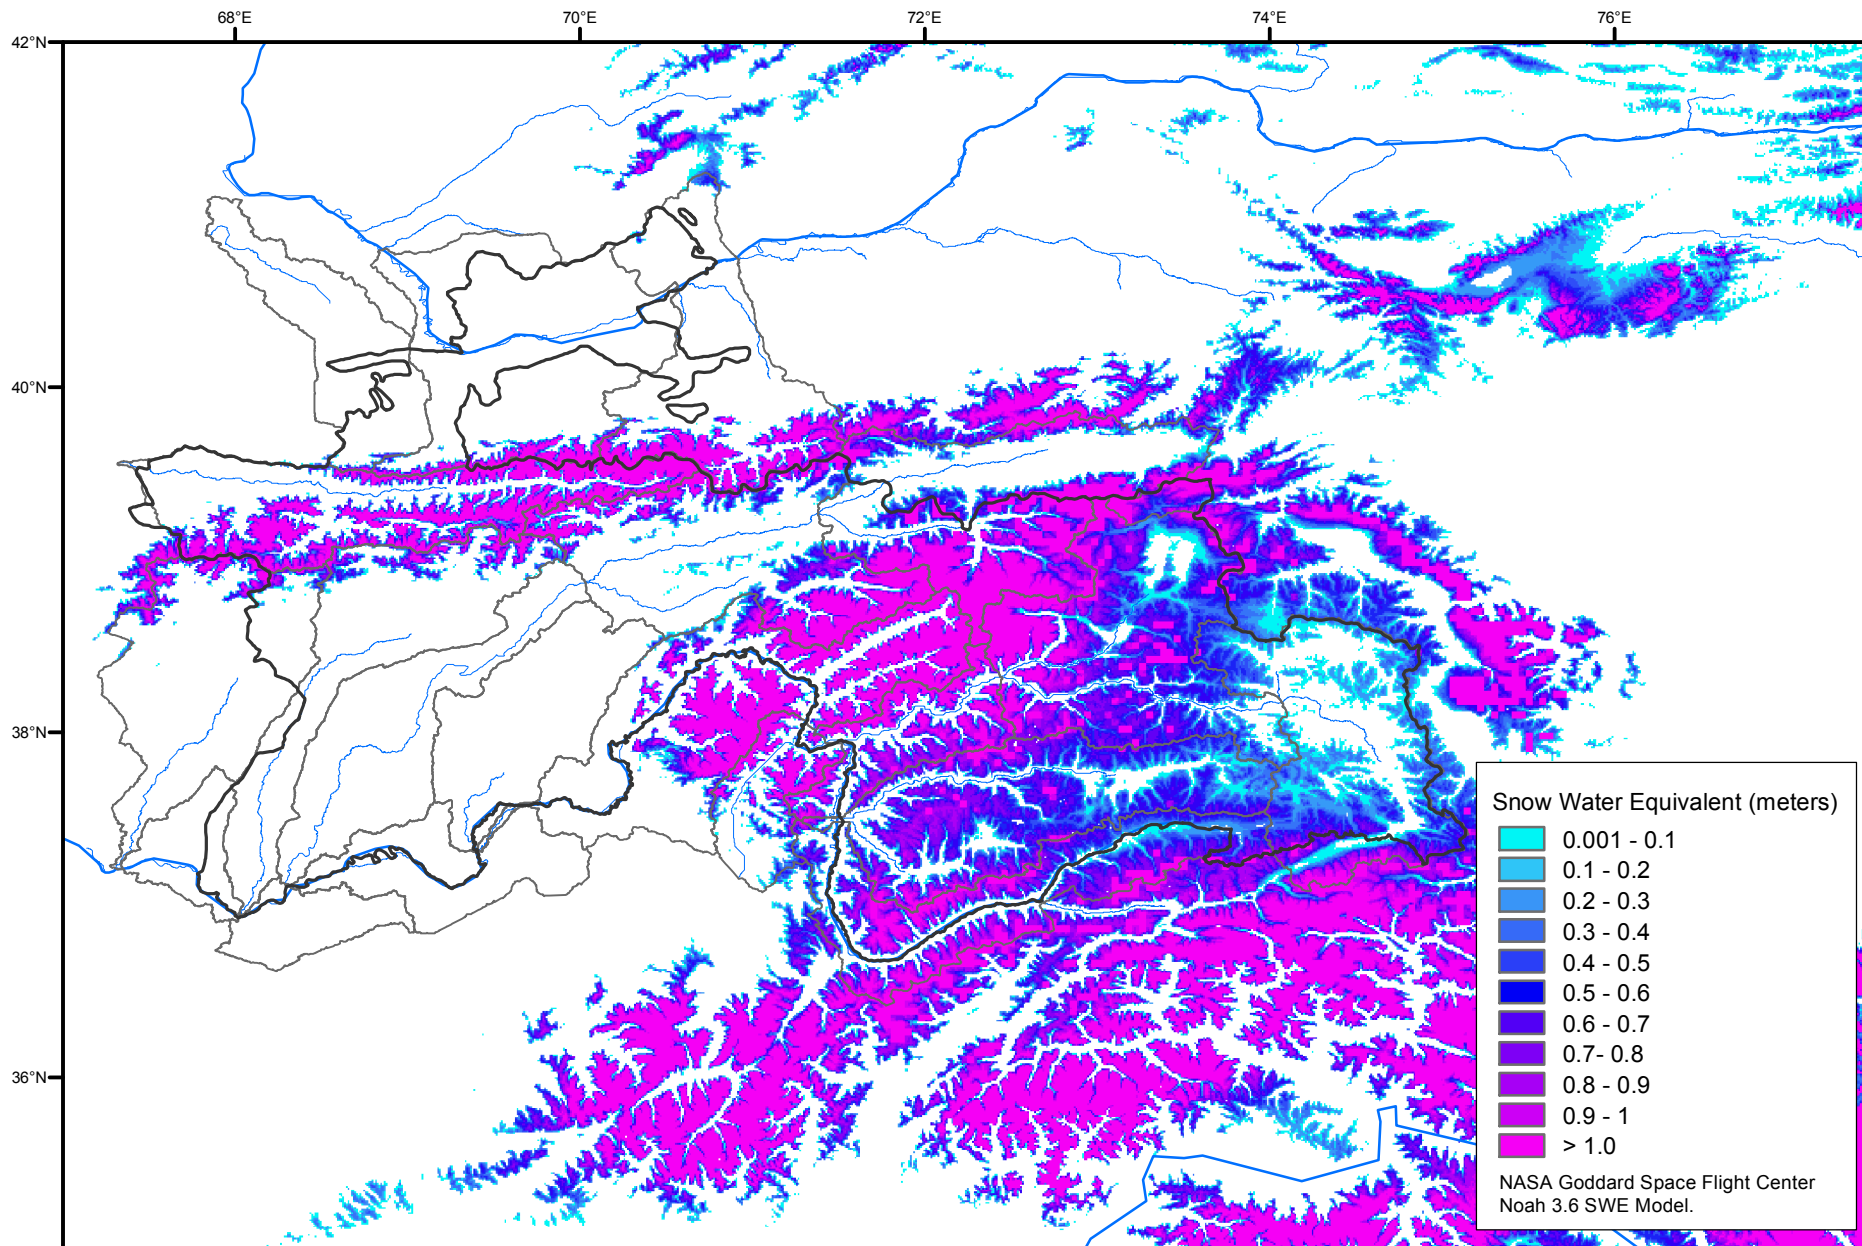 68°E 70°E 72°E 74°E 76°E
42°N
40°N
38°N
36°N
Snow Water Equivalent (meters)
0.001 - 0.1
0.1 - 0.2
0.2 - 0.3
0.3 - 0.4
0.4 - 0.5
0.5 - 0.6
0.6 - 0.7
0.7- 0.8
0.8 - 0.9
0.9 - 1
> 1.0
NASA Goddard Space Flight Center
Noah 3.6 SWE Model.